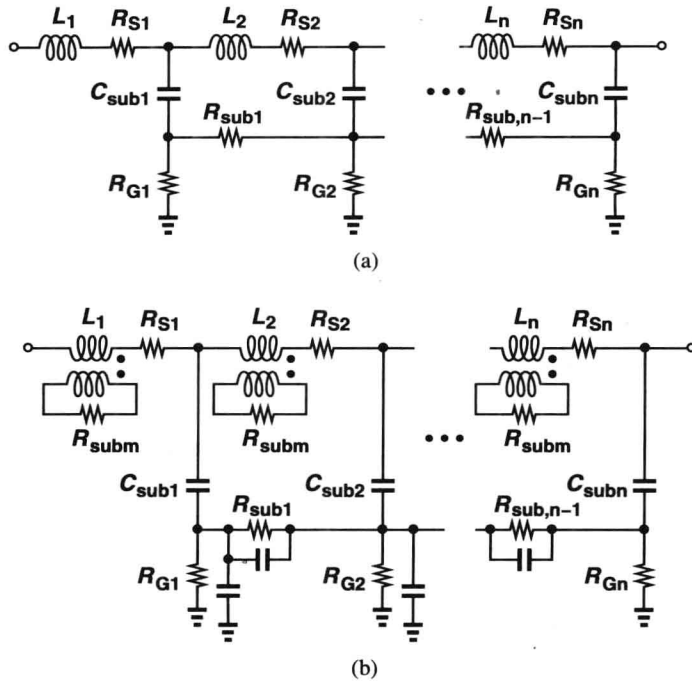 L1 RS1 L2 RS2 Ln RSn
Csub1 Csub2 Csubn
Rsub1 Rsub,n−1
RG1 RG2 RGn
(a)
L1 RS1 L2 RS2 Ln RSn
Rsubm Rsubm Rsubm
Csub1 Csub2 Csubn
Rsub1 Rsub,n−1
RG1 RG2 RGn
(b)